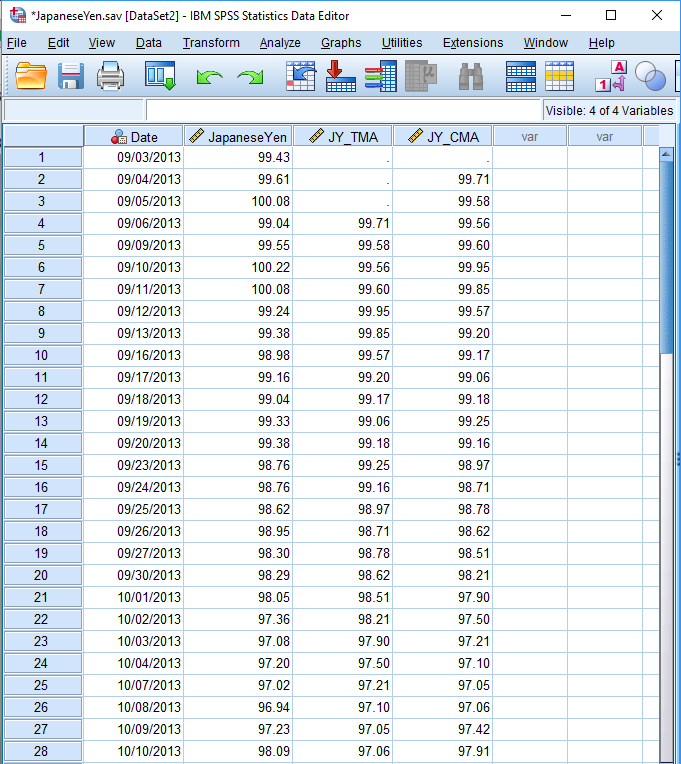 *JapaneseYen.sav [DataSet2] - IBM SPSS Statistics Data Editor
File Edit View Data Transform Analyze Graphs Utilities Extensions Window Help
A
1
μ
Visible: 4 of 4 Variables
Date JapaneseYen JY_TMA JY_CMA var var
1 09/03/2013 99.43 . .
2 09/04/2013 99.61 . 99.71
3 09/05/2013 100.08 . 99.58
4 09/06/2013 99.04 99.71 99.56
5 09/09/2013 99.55 99.58 99.60
6 09/10/2013 100.22 99.56 99.95
7 09/11/2013 100.08 99.60 99.85
8 09/12/2013 99.24 99.95 99.57
9 09/13/2013 99.38 99.85 99.20
10 09/16/2013 98.98 99.57 99.17
11 09/17/2013 99.16 99.20 99.06
12 09/18/2013 99.04 99.17 99.18
13 09/19/2013 99.33 99.06 99.25
14 09/20/2013 99.38 99.18 99.16
15 09/23/2013 98.76 99.25 98.97
16 09/24/2013 98.76 99.16 98.71
17 09/25/2013 98.62 98.97 98.78
18 09/26/2013 98.95 98.71 98.62
19 09/27/2013 98.30 98.78 98.51
20 09/30/2013 98.29 98.62 98.21
21 10/01/2013 98.05 98.51 97.90
22 10/02/2013 97.36 98.21 97.50
23 10/03/2013 97.08 97.90 97.21
24 10/04/2013 97.20 97.50 97.10
25 10/07/2013 97.02 97.21 97.05
26 10/08/2013 96.94 97.10 97.06
27 10/09/2013 97.23 97.05 97.42
28 10/10/2013 98.09 97.06 97.91